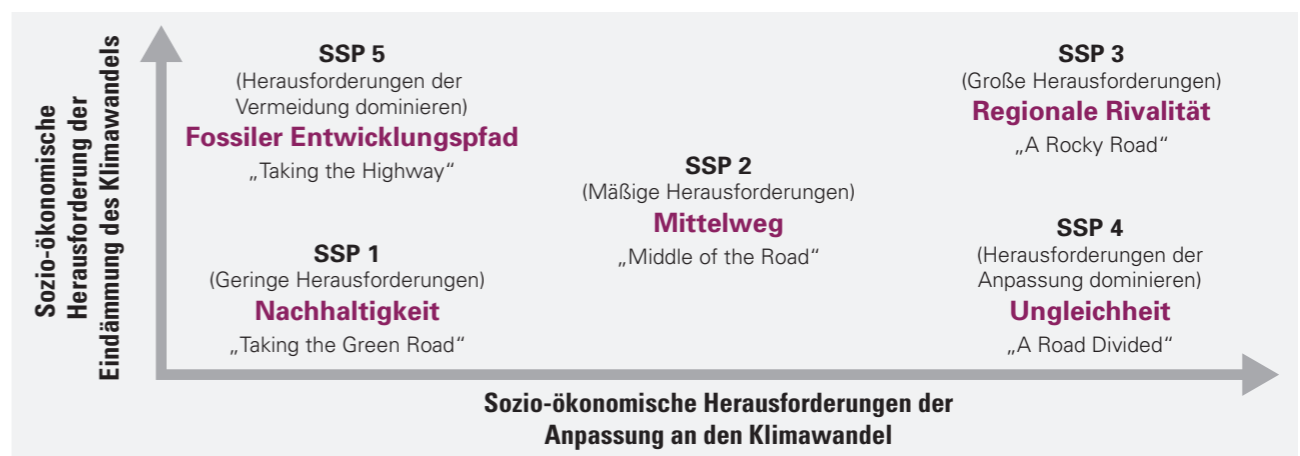 Sozio-ökonomische
Herausforderung der
Eindämmung des Klimawandels
SSP 5
(Herausforderungen der
Vermeidung dominieren)
Fossiler Entwicklungspfad
„Taking the Highway“
SSP 1
(Geringe Herausforderungen)
Nachhaltigkeit
„Taking the Green Road“
SSP 2
(Mäßige Herausforderungen)
Mittelweg
„Middle of the Road“
SSP 3
(Große Herausforderungen)
Regionale Rivalität
„A Rocky Road“
SSP 4
(Herausforderungen der
Anpassung dominieren)
Ungleichheit
„A Road Divided“
Sozio-ökonomische Herausforderungen der
Anpassung an den Klimawandel